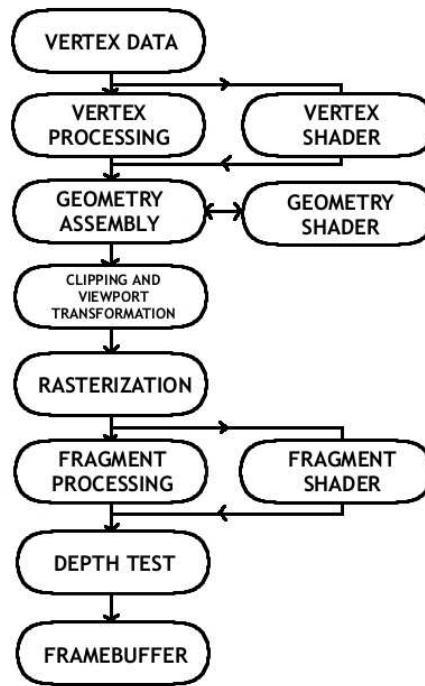 VERTEX DATA
VERTEX
PROCESSING
VERTEX
SHADER
GEOMETRY
ASSEMBLY
GEOMETRY
SHADER
CLIPPING AND
VIEWPORT
TRANSFORMATION
RASTERIZATION
FRAGMENT
PROCESSING
FRAGMENT
SHADER
DEPTH TEST
FRAMEBUFFER